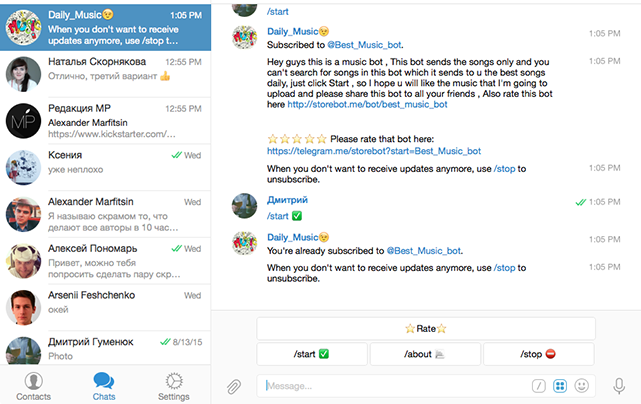 Daily_Music😉 1:05 PM
When you don't want to receive
updates anymore, use /stop t...
Наталья Скорнякова 12:55 PM
Отлично, третий вариант 👍
Редакция MP 12:55 PM
Alexander Marfitsin
https://www.kickstarter.com/...
MP
Ксения Wed
уже неплохо
Alexander Marfitsin Wed
Я называю скрамом то, что
делают все авторы в 10 час...
Алексей Пономарь Wed
Привет, можно тебя
попросить сделать пару скр...
Arsenii Feshchenko Wed
окей
Дмитрий Гуменюк 8/13/15
Photo
Contacts
Chats
Settings
/start
Daily_Music😉 1:05 PM
Subscribed to @Best_Music_bot.
Hey guys this is a music bot , This bot sends the songs only and you 1:05 PM
can't search for songs in this bot which it sends to u the best songs
daily, just click Start , so I hope u will like the music that I'm going to
upload and please share this bot to all your friends , Also rate this bot
here http://storebot.me/bot/best_music_bot
⭐⭐⭐⭐⭐ Please rate that bot here:
https://telegram.me/storebot?start=Best_Music_bot
When you don't want to receive updates anymore, use /stop to 1:05 PM
unsubscribe.
Дмитрий 1:05 PM
/start ✅
Daily_Music😉 1:05 PM
You're already subscribed to @Best_Music_bot.
When you don't want to receive updates anymore, use /stop to 1:05 PM
unsubscribe.
⭐Rate⭐
/start ✅
/about
/stop ⛔
Message...